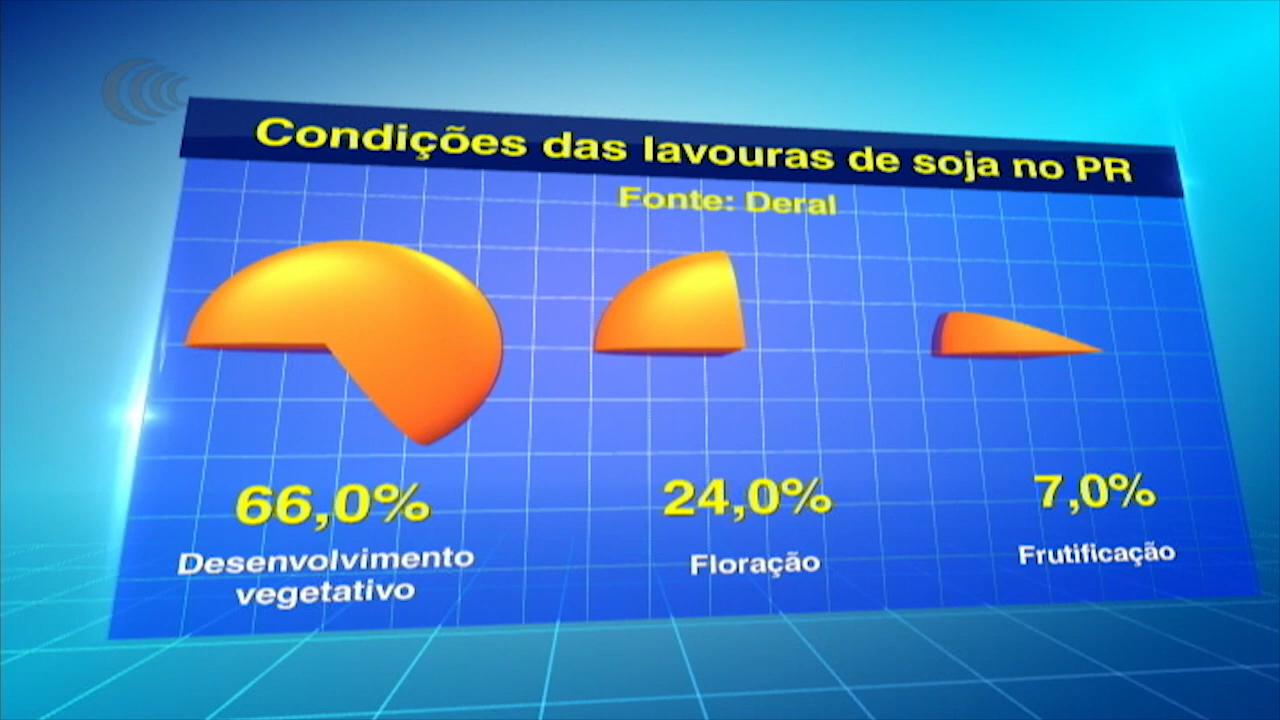 Condições das lavouras de soja no PR
Fonte: Deral
66,0%
Desenvolvimento
vegetativo
24,0%
Floração
7,0%
Frutificação